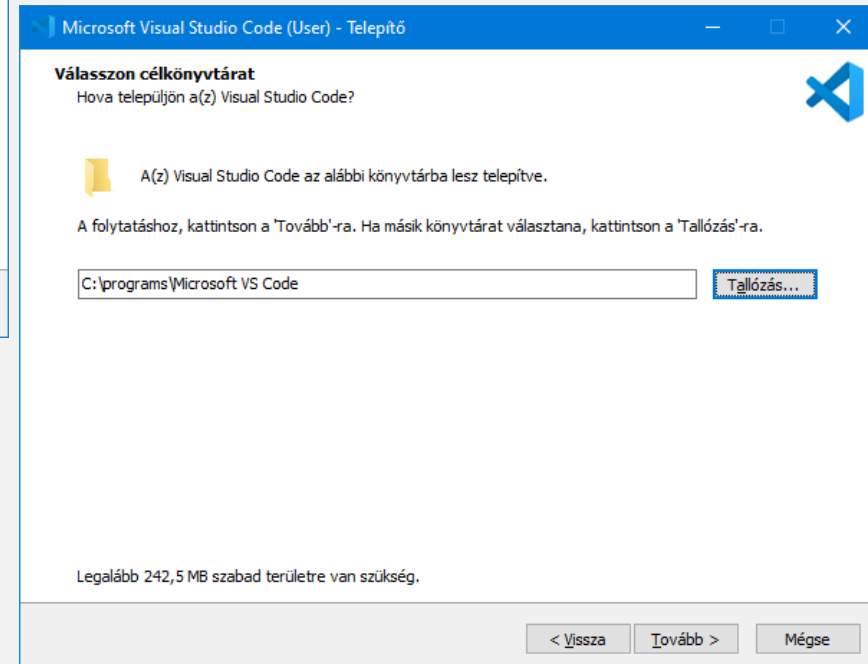 Microsoft Visual Studio Code (User) - Telepítő
Válasszon célkönyvtárat
Hova települjön a(z) Visual Studio Code?
A(z) Visual Studio Code az alábbi könyvtárba lesz telepítve.
A folytatáshoz, kattintson a 'Tovább'-ra. Ha másik könyvtárat választana, kattintson a 'Tallózás'-ra.
C:\programs\Microsoft VS Code
Tallózás...
Legalább 242,5 MB szabad területre van szükség.
< Vissza
Tovább >
Mégse